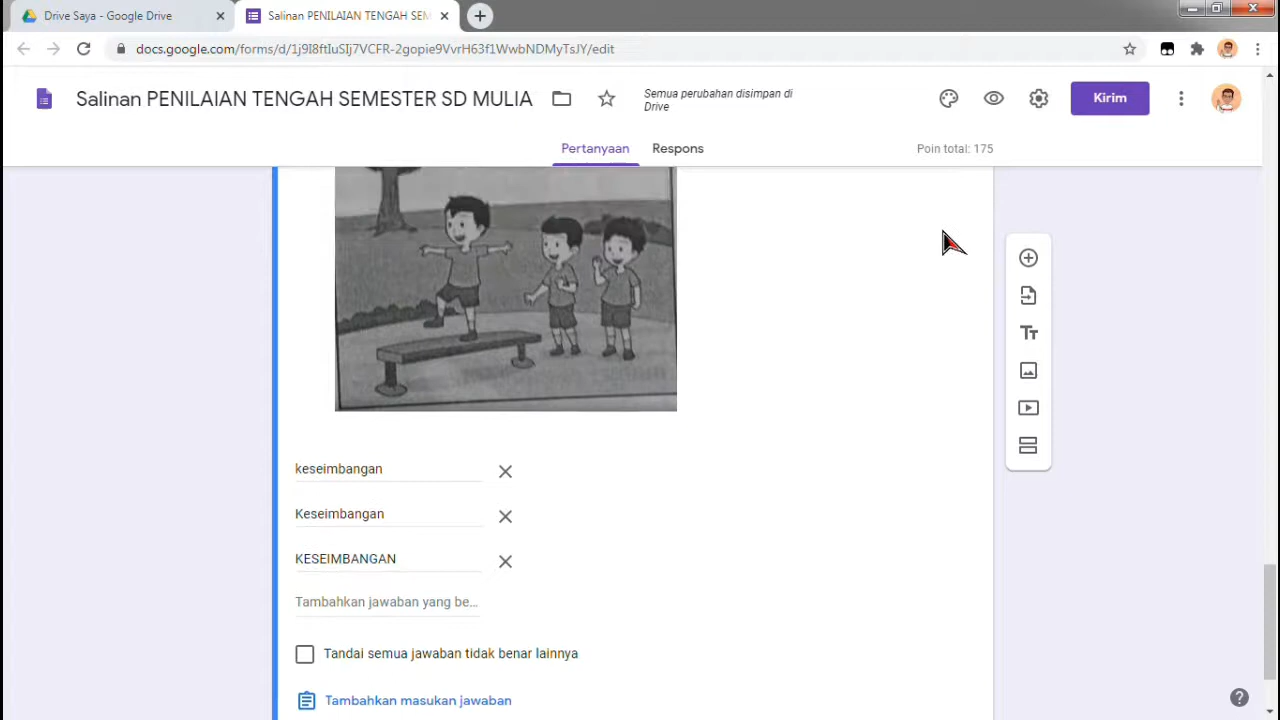 Drive Saya - Google Drive
Salinan PENILAIAN TENGAH SEM
docs.google.com/forms/d/1j9I8ftIuSIj7VCFR-2gopie9VvrH63f1WwbNDMyTsJY/edit
Salinan PENILAIAN TENGAH SEMESTER SD MULIA
Semua perubahan disimpan di
Drive
Kirim
Pertanyaan
Respons
Poin total: 175
keseimbangan
Keseimbangan
KESEIMBANGAN
Tambahkan jawaban yang be...
Tandai semua jawaban tidak benar lainnya
Tambahkan masukan jawaban